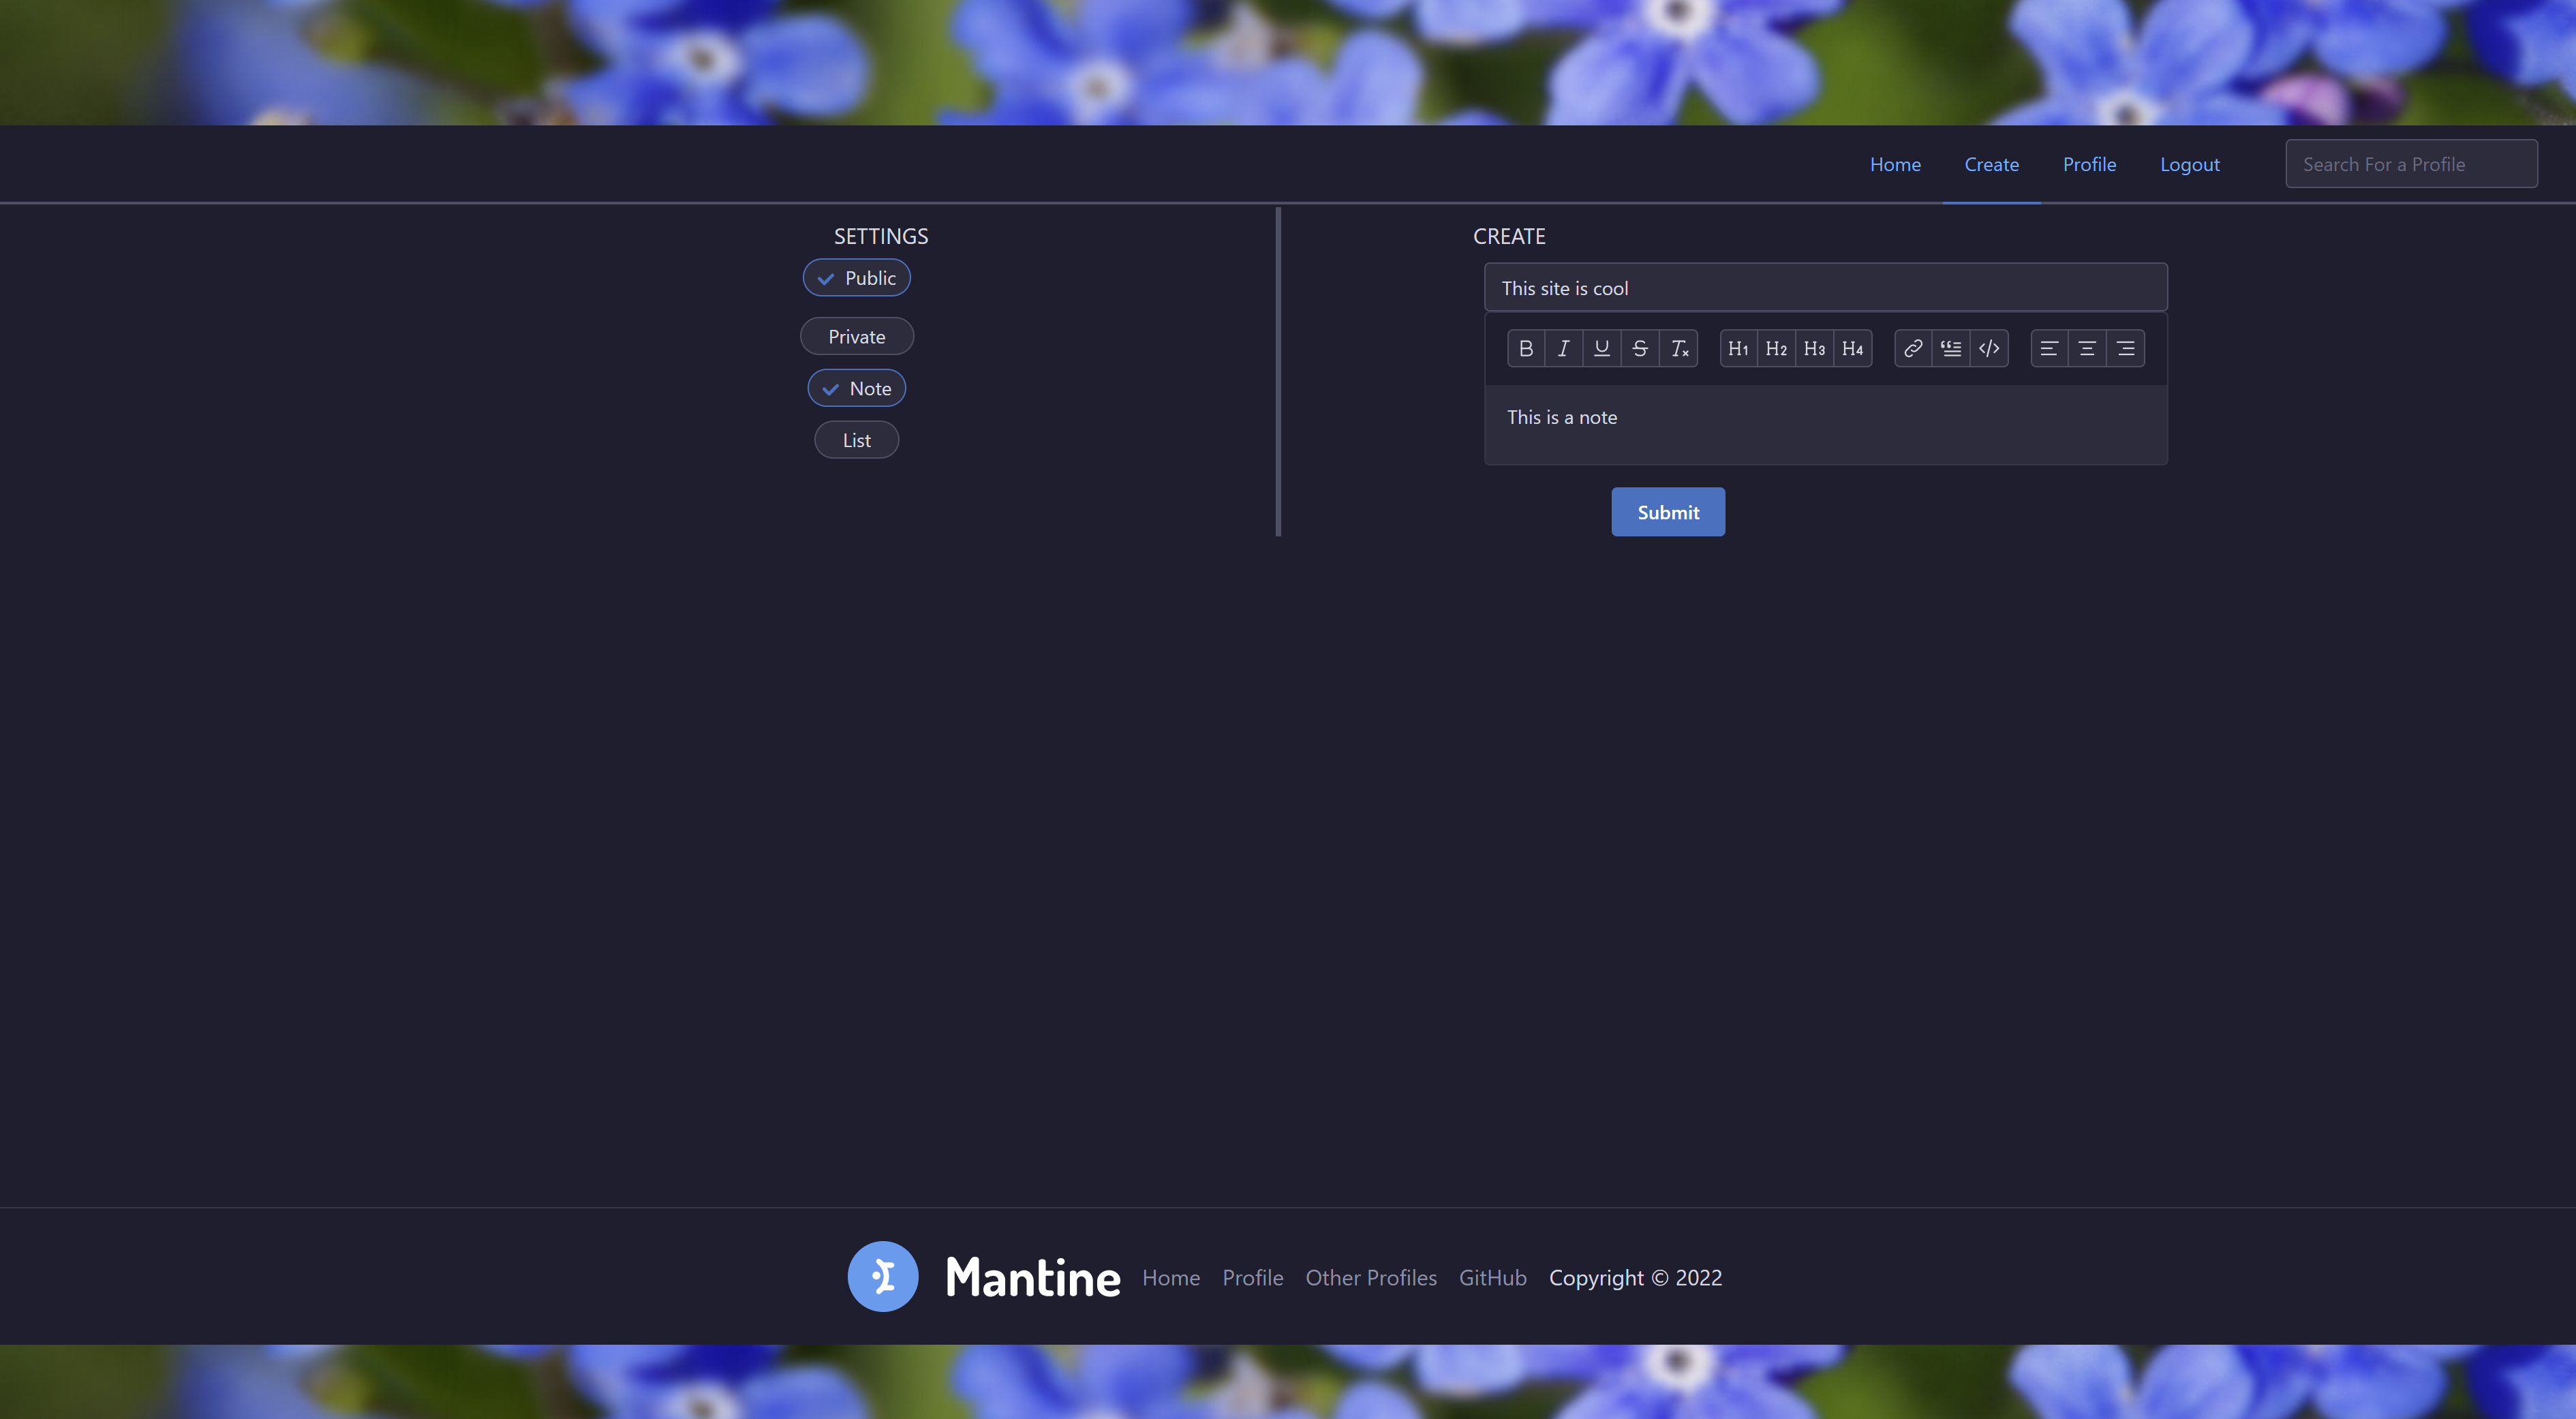 Home Create Profile Logout Search For a Profile
SETTINGS
Public
Private
Note
List
CREATE
This site is cool
B I U S Tx H1 H2 H3 H4 </>
This is a note
Submit
Mantine Home Profile Other Profiles GitHub Copyright © 2022